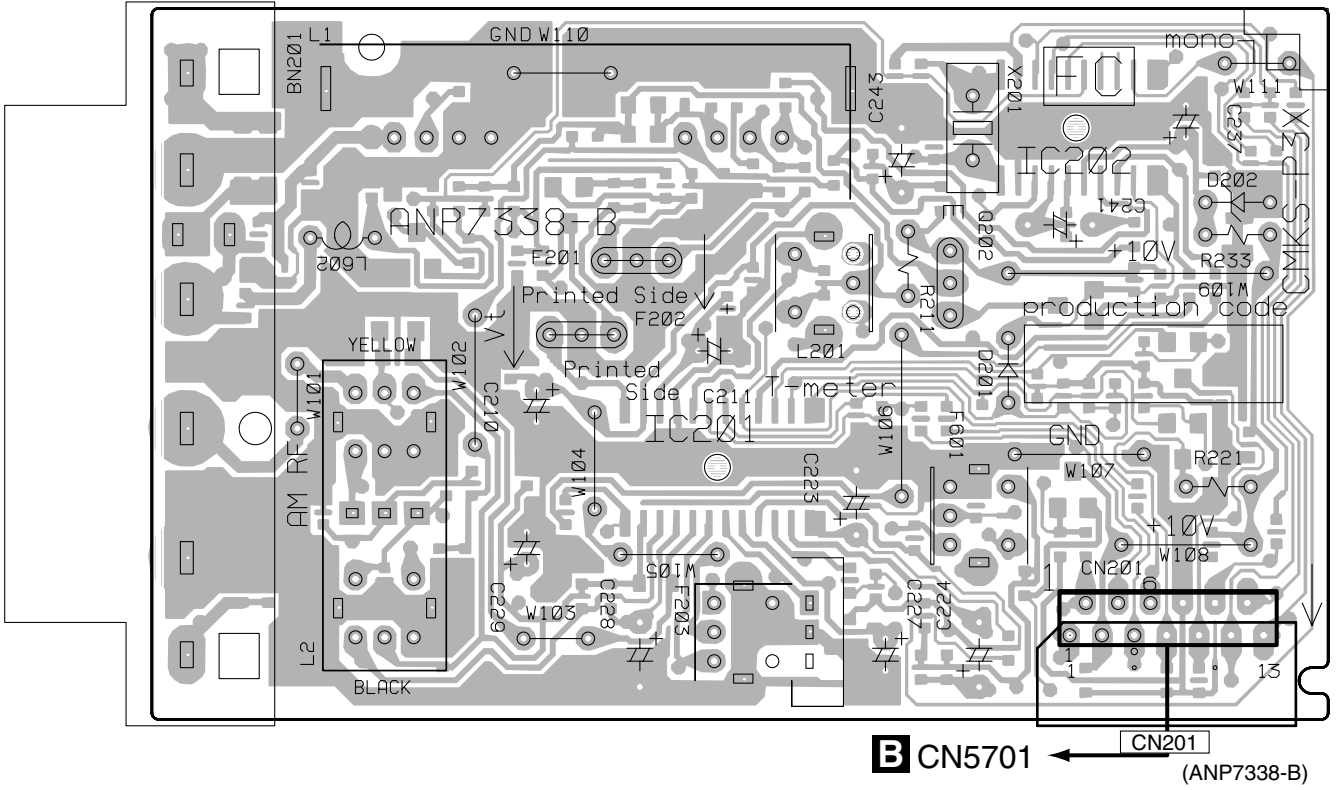 L1
GND W110
BN201
C243
X201
FC
mono
W111
C237
CMKS-P3X
IC202
D202
C241
E
Q202
+10V
R233
W109
ANP7338-B
L602
F201
Printed Side
F202
Printed
Side
Vt
R211
L201
production code
YELLOW
W101
W102
C210
D201
T-meter
C211
IC201
W106
F601
GND
W107
R221
AM RF
W104
C223
+10V
W108
W105
C229
W103
C228
F203
C227
C224
1
CN201
6
L2
BLACK
1
1
13
B CN5701
CN201
(ANP7338-B)